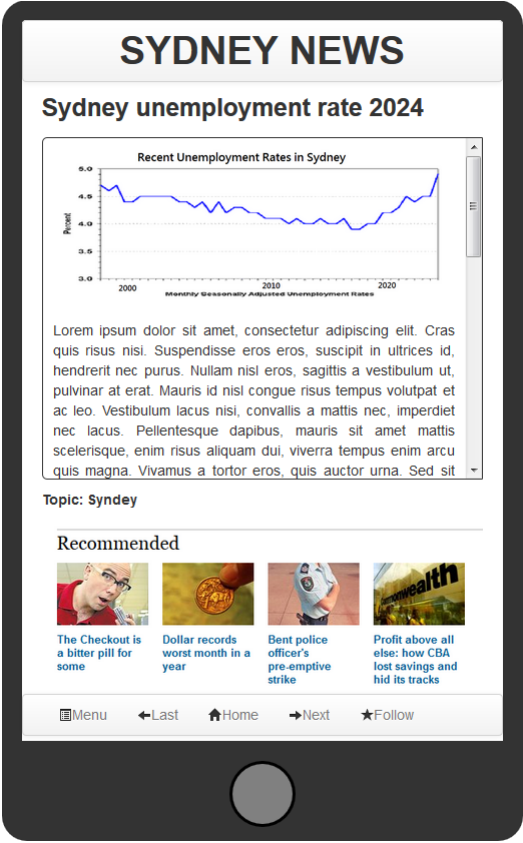 SYDNEY NEWS
Sydney unemployment rate 2024
Recent Unemployment Rates in Sydney
5.0
4.5
4.0
3.5
3.0
Percent
2000
2010
2020
Monthly Seasonally Adjusted Unemployment Rates
Lorem ipsum dolor sit amet, consectetur adipiscing elit. Cras
quis risus nisi. Suspendisse eros eros, suscipit in ultrices id,
hendrerit nec purus. Nullam nisl eros, sagittis a vestibulum ut,
pulvinar at erat. Mauris id nisl congue risus tempus volutpat et
ac leo. Vestibulum lacus nisi, convallis a mattis nec, imperdiet
nec lacus. Pellentesque dapibus, mauris sit amet mattis
scelerisque, enim risus aliquam dui, viverra tempus enim arcu
quis magna. Vivamus a tortor eros, quis auctor urna. Sed sit
Topic: Syndey
Recommended
monwealth
The Checkout is
a bitter pill for
some
Dollar records
worst month in a
year
Bent police
officer's
pre-emptive
strike
Profit above all
else: how CBA
lost savings and
hid its tracks
Menu
Last
Home
Next
Follow